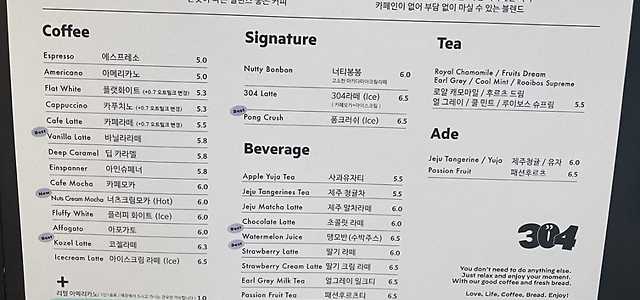 카페인이 없어 부담 없이 마실 수 있는 블렌드
Coffee
Espresso 에스프레소 5.0
Americano 아메리카노 5.0
Flat White 플랫화이트 (+0.7 오트밀크 변경) 5.3
Cappuccino 카푸치노 (+0.7 오트밀크 변경) 5.3
Cafe Latte 카페라떼 (+0.7 오트밀크 변경) 5.5
Best
Vanilla Latte 바닐라라떼 5.8
Deep Caramel 딥 카라멜 5.8
Einspanner 아인슈페너 5.8
Cafe Mocha 카페모카 6.0
New
Nuts Cream Mocha 너츠크림모카 (Hot) 6.0
Fluffy White 플러피 화이트 (Ice) 6.0
Affogato 아포가토 6.0
Best
Kozel Latte 코젤라떼 6.3
Icecream Latte 아이스크림 라떼 (Ice) 6.5
+
리얼 아메리카노 1.0
Signature
Nutty Bonbon 너티봉봉 6.0
고소한 마카다미아크림라떼
304 Latte 304라떼 (Ice) 6.5
Best
Pong Crush 퐁크러쉬 (Ice) 6.5
Beverage
Apple Yuja Tea 사과유자티 5.5
Jeju Tangerines Tea 제주 청귤차 5.5
Jeju Matcha Latte 제주 말차라떼 6.0
Chocolate Latte 초콜릿 라떼 6.0
Best
Watermelon Juice 땡모반 (수박주스) 6.5
Best
Strawberry Latte 딸기 라떼 6.0
Strawberry Cream Latte 딸기 크림 라떼 6.5
Earl Grey Milk Tea 얼그레이 밀크티 6.5
Passion Fruit Tea 패션후르츠티 6.5
Tea
Royal Chamomile / Fruits Dream
Earl Grey / Cool Mint / Rooibos Supreme
로얄 캐모마일 / 후르츠 드림
얼 그레이 / 쿨 민트 / 루이보스 슈프림 5.5
Ade
Jeju Tangerine / Yuja 제주청귤 / 유자 6.0
Passion Fruit 패션후르츠 6.5
304
You don't need to do anything else.
Just relax and enjoy your moment.
With our good coffee and fresh bread.
Love, Life, Coffee, Bread, Enjoy!